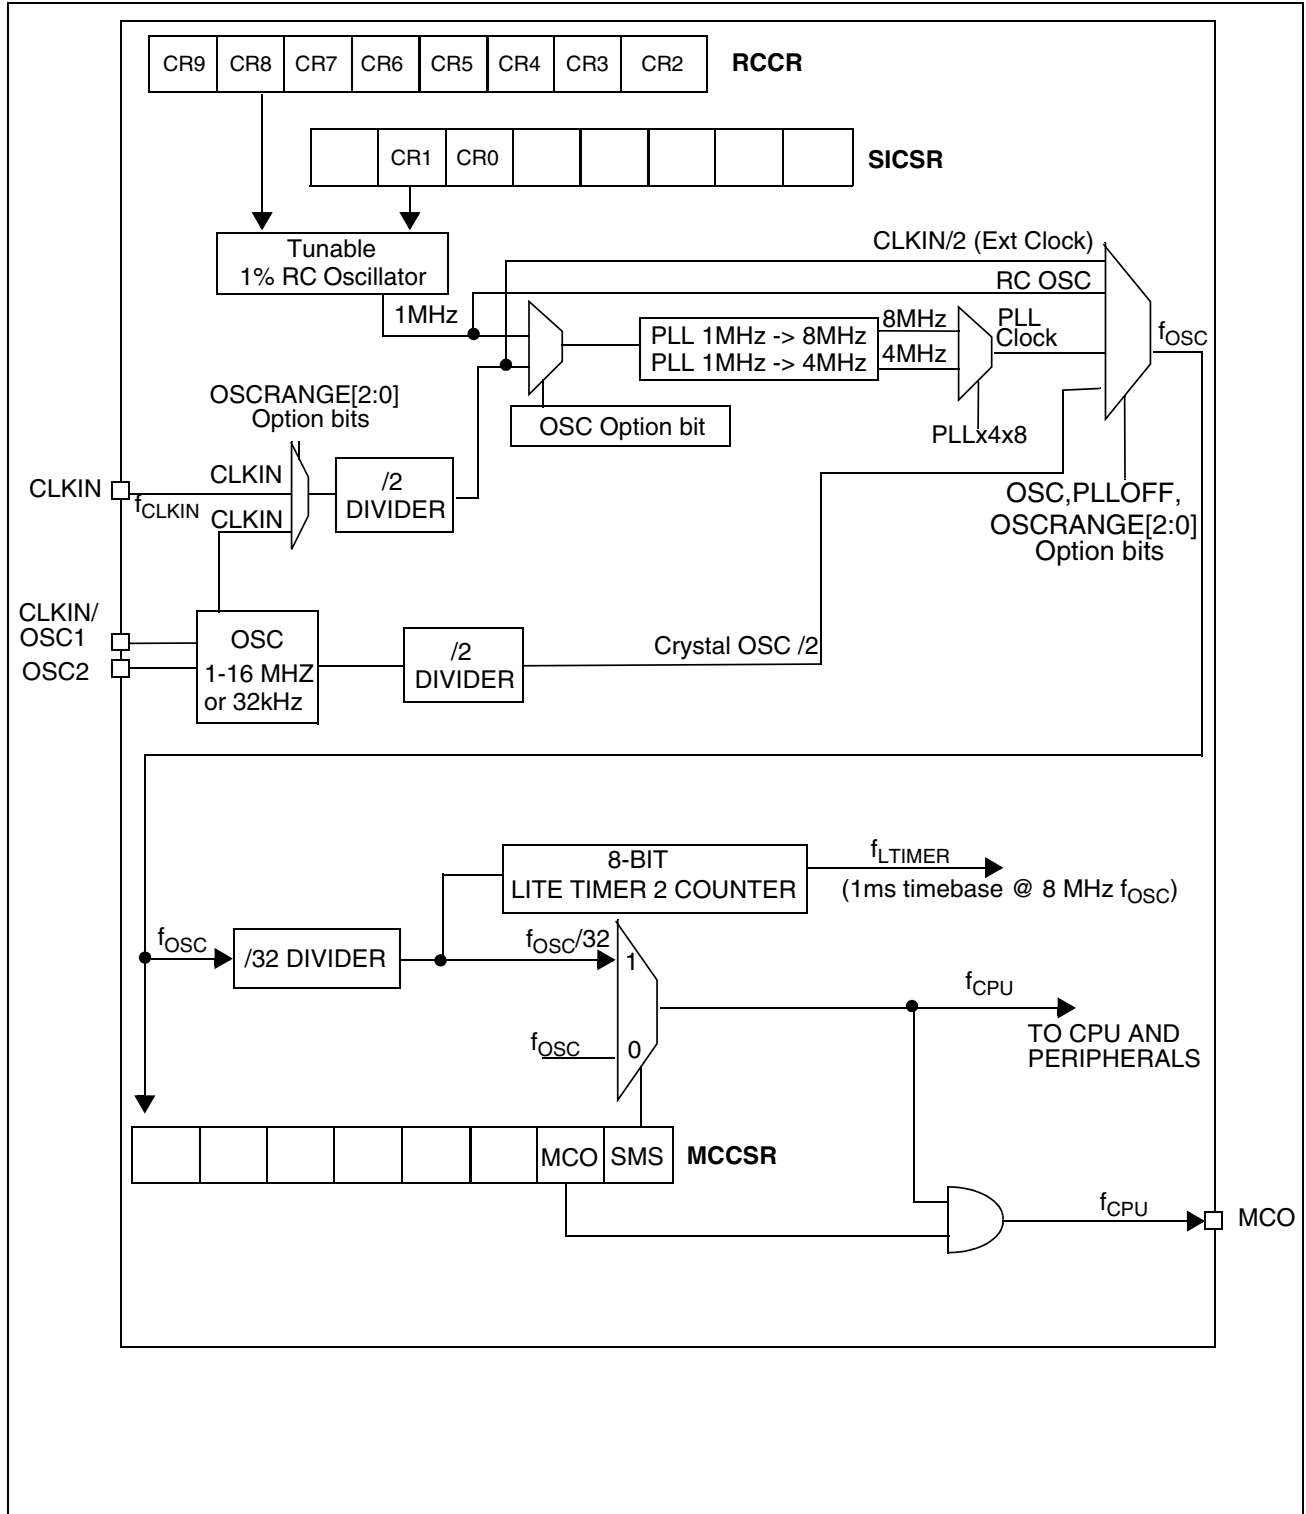 CR9 CR8 CR7 CR6 CR5 CR4 CR3 CR2 RCCR
CR1 CR0 SICSR
Tunable
1% RC Oscillator
CLKIN/2 (Ext Clock)
RC OSC
1MHz
PLL 1MHz -> 8MHz
PLL 1MHz -> 4MHz
8MHz
4MHz
PLL
Clock
fOSC
OSCRANGE[2:0]
Option bits
OSC Option bit
PLLx4x8
CLKIN
fCLKIN
CLKIN
CLKIN
/2
DIVIDER
OSC,PLLOFF,
OSCRANGE[2:0]
Option bits
CLKIN/
OSC1
OSC2
OSC
1-16 MHZ
or 32kHz
/2
DIVIDER
Crystal OSC /2
8-BIT
LITE TIMER 2 COUNTER
fLTIMER
(1ms timebase @ 8 MHz fOSC)
fOSC
/32 DIVIDER
fOSC/32
1
fCPU
TO CPU AND
PERIPHERALS
fOSC
0
MCO SMS MCCSR
fCPU
MCO